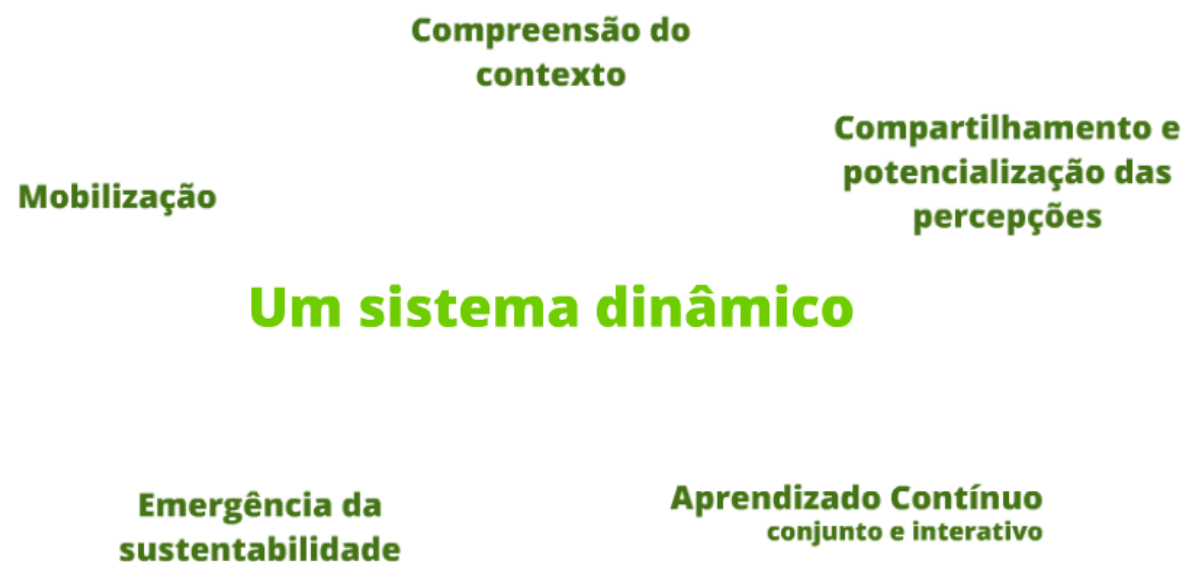 Compreensão do
contexto
Compartilhamento e
potencialização das
percepções
Mobilização
Um sistema dinâmico
Emergência da
sustentabilidade
Aprendizado Contínuo
conjunto e interativo